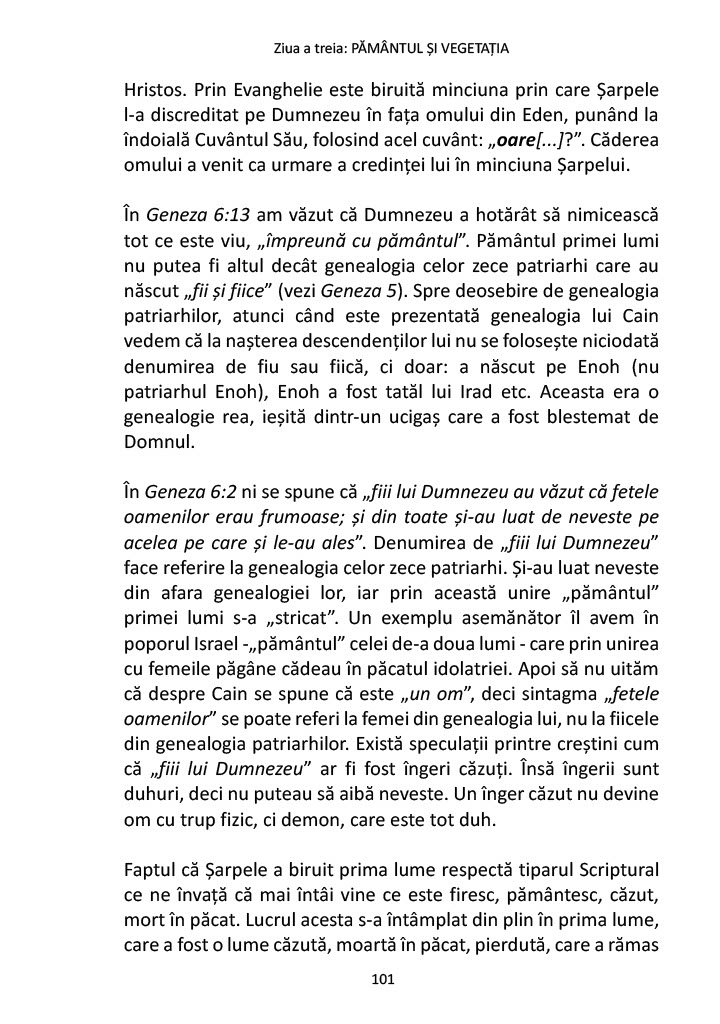 Ziua a treia: PĂMÂNTUL ȘI VEGETAȚIA
Hristos. Prin Evanghelie este biruită minciuna prin care Șarpele
l-a discreditat pe Dumnezeu în fața omului din Eden, punând la
îndoială Cuvântul Său, folosind acel cuvânt: „oare[...]?”. Căderea
omului a venit ca urmare a credinței lui în minciuna Șarpelui.
În Geneza 6:13 am văzut că Dumnezeu a hotărât să nimicească
tot ce este viu, „împreună cu pământul”. Pământul primei lumi
nu putea fi altul decât genealogia celor zece patriarhi care au
născut „fii și fiice” (vezi Geneza 5). Spre deosebire de genealogia
patriarhilor, atunci când este prezentată genealogia lui Cain
vedem că la nașterea descendenților lui nu se folosește niciodată
denumirea de fiu sau fiică, ci doar: a născut pe Enoh (nu
patriarhul Enoh), Enoh a fost tatăl lui Irad etc. Aceasta era o
genealogie rea, ieșită dintr-un ucigaș care a fost blestemat de
Domnul.
În Geneza 6:2 ni se spune că „fiii lui Dumnezeu au văzut că fetele
oamenilor erau frumoase; și din toate și-au luat de neveste pe
acelea pe care și le-au ales”. Denumirea de „fiii lui Dumnezeu”
face referire la genealogia celor zece patriarhi. Și-au luat neveste
din afara genealogiei lor, iar prin această unire „pământul”
primei lumi s-a „stricat”. Un exemplu asemănător îl avem în
poporul Israel -„pământul” celei de-a doua lumi - care prin unirea
cu femeile păgâne cădeau în păcatul idolatriei. Apoi să nu uităm
că despre Cain se spune că este „un om”, deci sintagma „fetele
oamenilor” se poate referi la femei din genealogia lui, nu la fiicele
din genealogia patriarhilor. Există speculații printre creștini cum
că „fiii lui Dumnezeu” ar fi fost îngeri căzuți. Însă îngerii sunt
duhuri, deci nu puteau să aibă neveste. Un înger căzut nu devine
om cu trup fizic, ci demon, care este tot duh.
Faptul că Șarpele a biruit prima lume respectă tiparul Scriptural
ce ne învață că mai întâi vine ce este firesc, pământesc, căzut,
mort în păcat. Lucrul acesta s-a întâmplat din plin în prima lume,
care a fost o lume căzută, moartă în păcat, pierdută, care a rămas
101